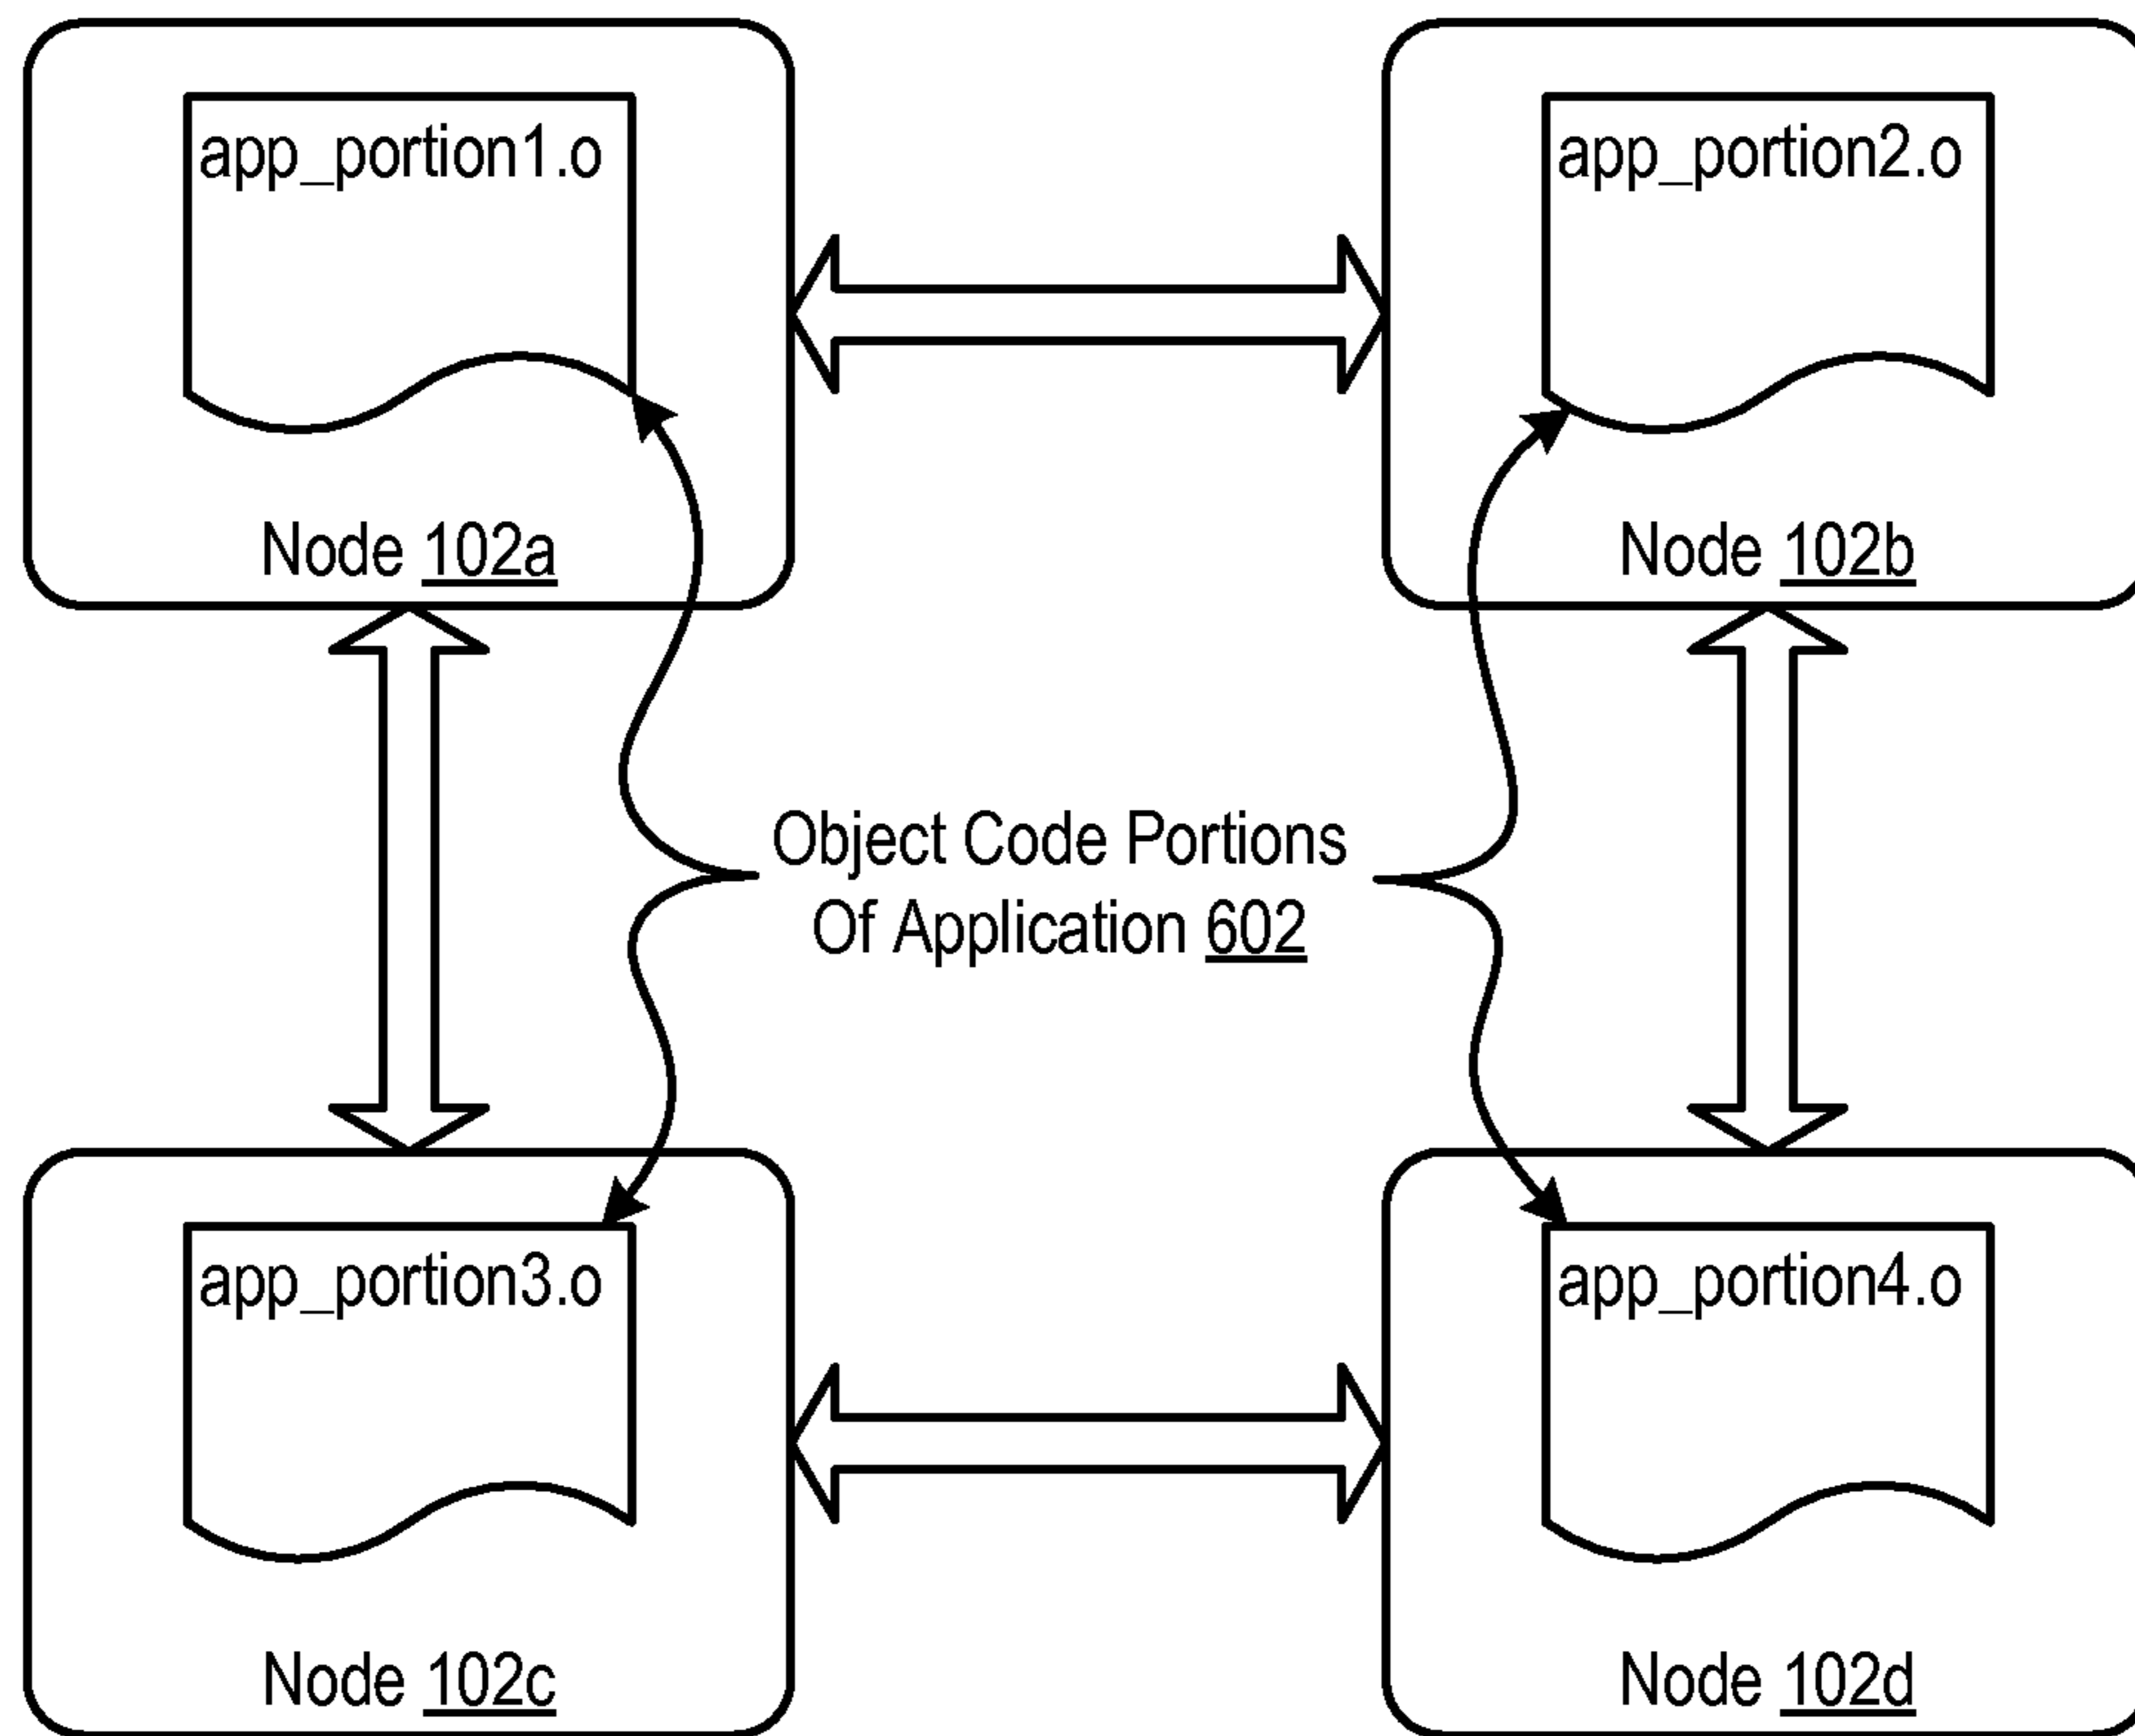 app_portion1.o
app_portion2.o
Node 102a
Node 102b
Object Code Portions
Of Application 602
app_portion3.o
app_portion4.o
Node 102c
Node 102d